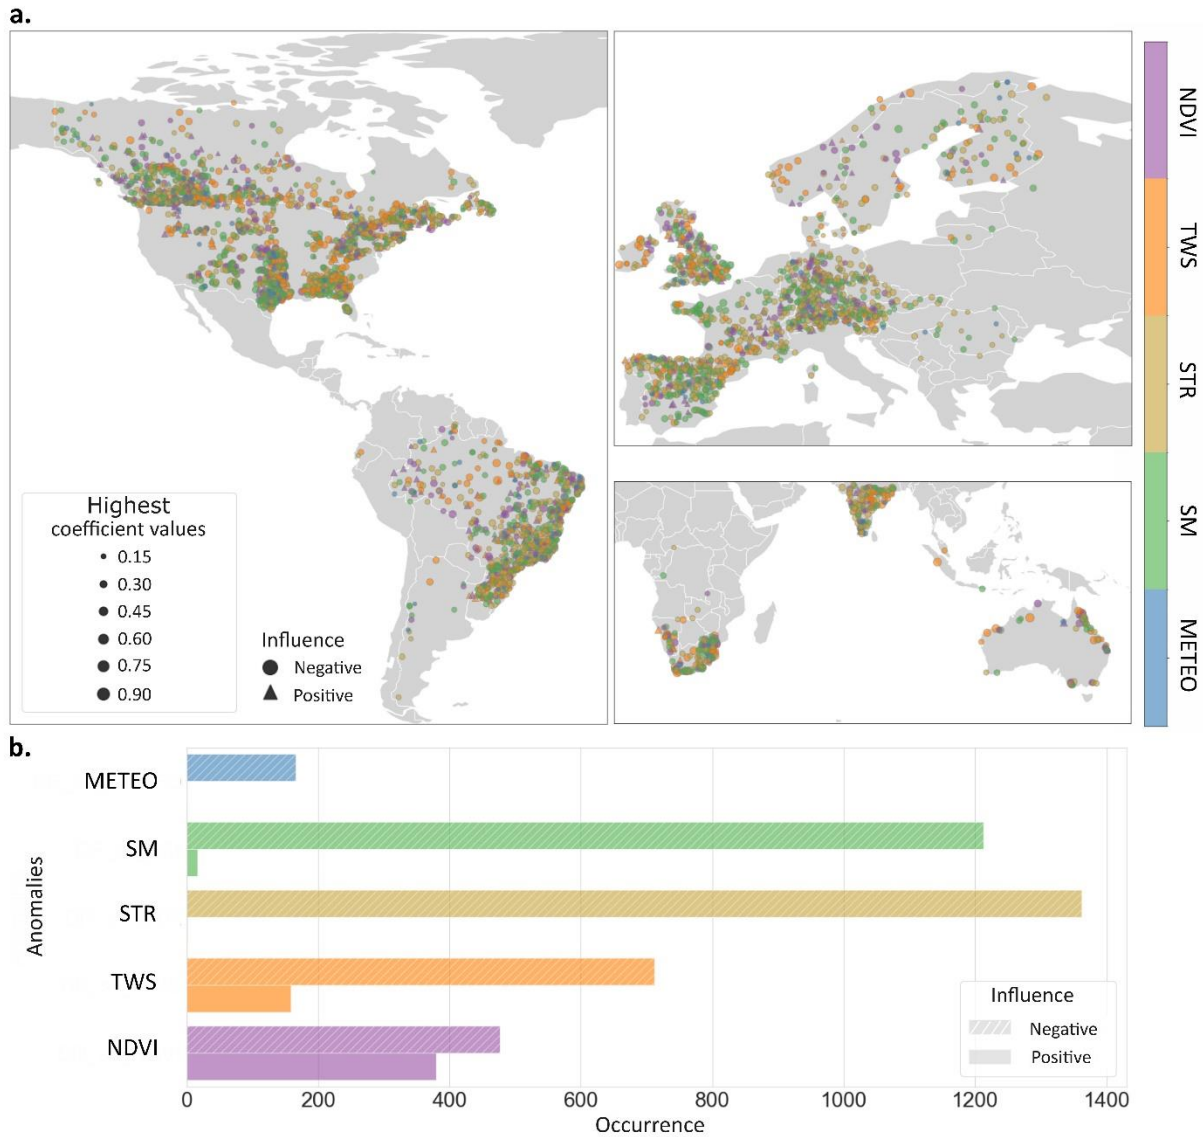 a.
NDVI
TWS
STR
SM
METEO
Highest
coefficient values
0.15
0.30
0.45
0.60
0.75
0.90
Influence
Negative
Positive
b.
METEO
SM
STR
TWS
NDVI
Anomalies
Influence
Negative
Positive
0 200 400 600 800 1000 1200 1400
Occurrence